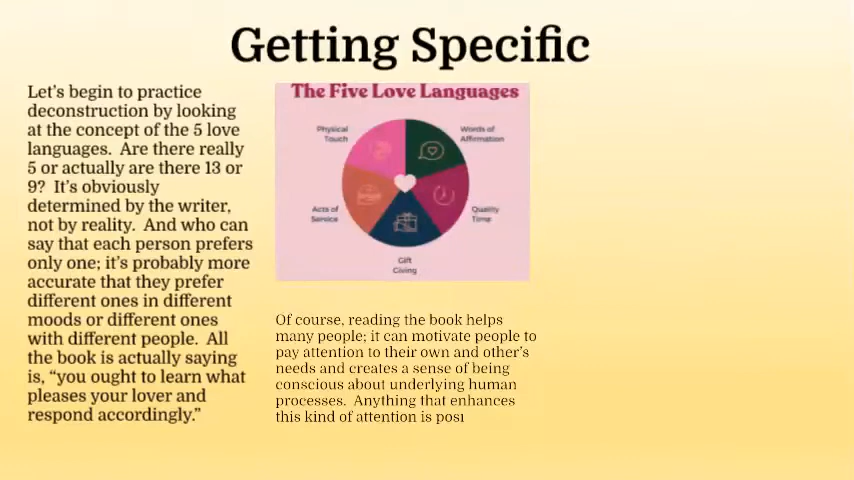 Getting Specific
Let's begin to practice
deconstruction by looking
at the concept of the 5 love
languages.  Are there really
5 or actually are there 13 or
9?  It's obviously
determined by the writer,
not by reality.  And who can
say that each person prefers
only one; it's probably more
accurate that they prefer
different ones in different
moods or different ones
with different people.  All
the book is actually saying
is, “you ought to learn what
pleases your lover and
respond accordingly.”
The Five Love Languages
Physical
Touch
Words of
Affirmation
Acts of
Service
Quality
Time
Gift
Giving
Of course, reading the book helps
many people; it can motivate people to
pay attention to their own and other's
needs and creates a sense of being
conscious about underlying human
processes.  Anything that enhances
this kind of attention is